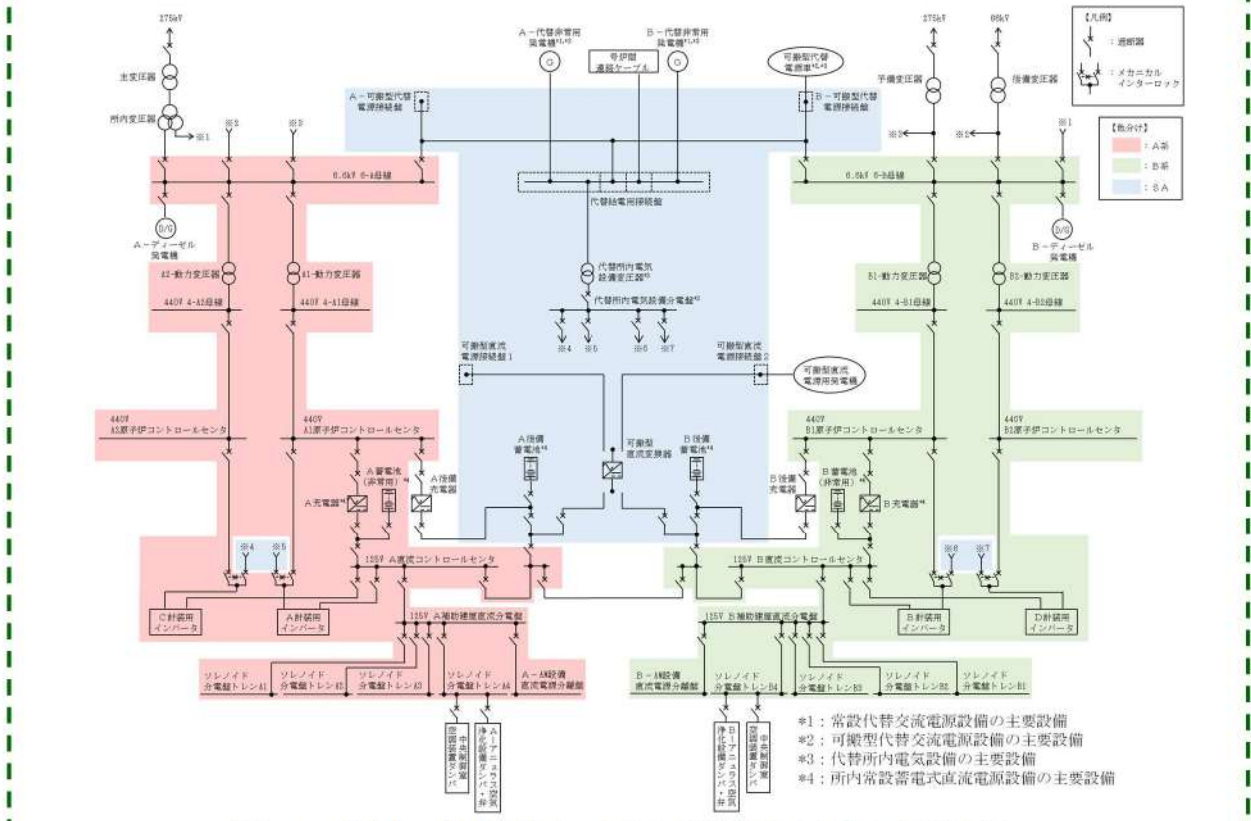 275kV
主変圧器
所内変圧器
※1
※2
※3
6.6kV 6-A母線
D/G
A-ディーゼル
発電機
A2-動力変圧器
A1-動力変圧器
440V 4-A2母線
440V 4-A1母線
440V
A2原子炉コントロールセンタ
440V
A1原子炉コントロールセンタ
A充電器*4
A蓄電池
(非常用)*4
A後備
充電器
※4
※5
125V A直流コントロールセンタ
C計装用
インバータ
A計装用
インバータ
125V A補助建屋直流分電盤
ソレノイド
分電盤トレンA1
ソレノイド
分電盤トレンA2
ソレノイド
分電盤トレンA3
ソレノイド
分電盤トレンA4
A-AM設備
直流電源分離盤
中央制御室
空調装置ダンパ
A-アニュラス空気
浄化設備ダンパ・弁
A-代替非常用
発電機*1,*3
G
号炉間
連絡ケーブル
B-代替非常用
発電機*1,*3
G
可搬型代替
電源車*2,*3
A-可搬型代替
電源接続盤
B-可搬型代替
電源接続盤
代替給電用接続盤
代替所内電気
設備変圧器*3
代替所内電気設備分電盤*3
※4
※5
※6
※7
可搬型直流
電源接続盤1
可搬型直流
電源接続盤2
可搬型直流
電源用発電機
A後備
蓄電池*4
可搬型
直流変換器
B後備
蓄電池*4
275kV
66kV
予備変圧器
後備変圧器
※3
※2
※1
6.6kV 6-B母線
D/G
B-ディーゼル
発電機
B1-動力変圧器
B2-動力変圧器
440V 4-B1母線
440V 4-B2母線
440V
B1原子炉コントロールセンタ
440V
B2原子炉コントロールセンタ
B後備
充電器
B蓄電池
(非常用)*4
B充電器*4
※6
※7
125V B直流コントロールセンタ
B計装用
インバータ
D計装用
インバータ
125V B補助建屋直流分電盤
B-AM設備
直流電源分離盤
ソレノイド
分電盤トレンB4
ソレノイド
分電盤トレンB3
ソレノイド
分電盤トレンB2
ソレノイド
分電盤トレンB1
B-アニュラス空気
浄化設備ダンパ・弁
中央制御室
空調装置ダンパ
【凡例】
:遮断器
:メカニカル
インターロック
【色分け】
:A系
:B系
:SA
*1:常設代替交流電源設備の主要設備
*2:可搬型代替交流電源設備の主要設備
*3:代替所内電気設備の主要設備
*4:所内常設蓄電式直流電源設備の主要設備